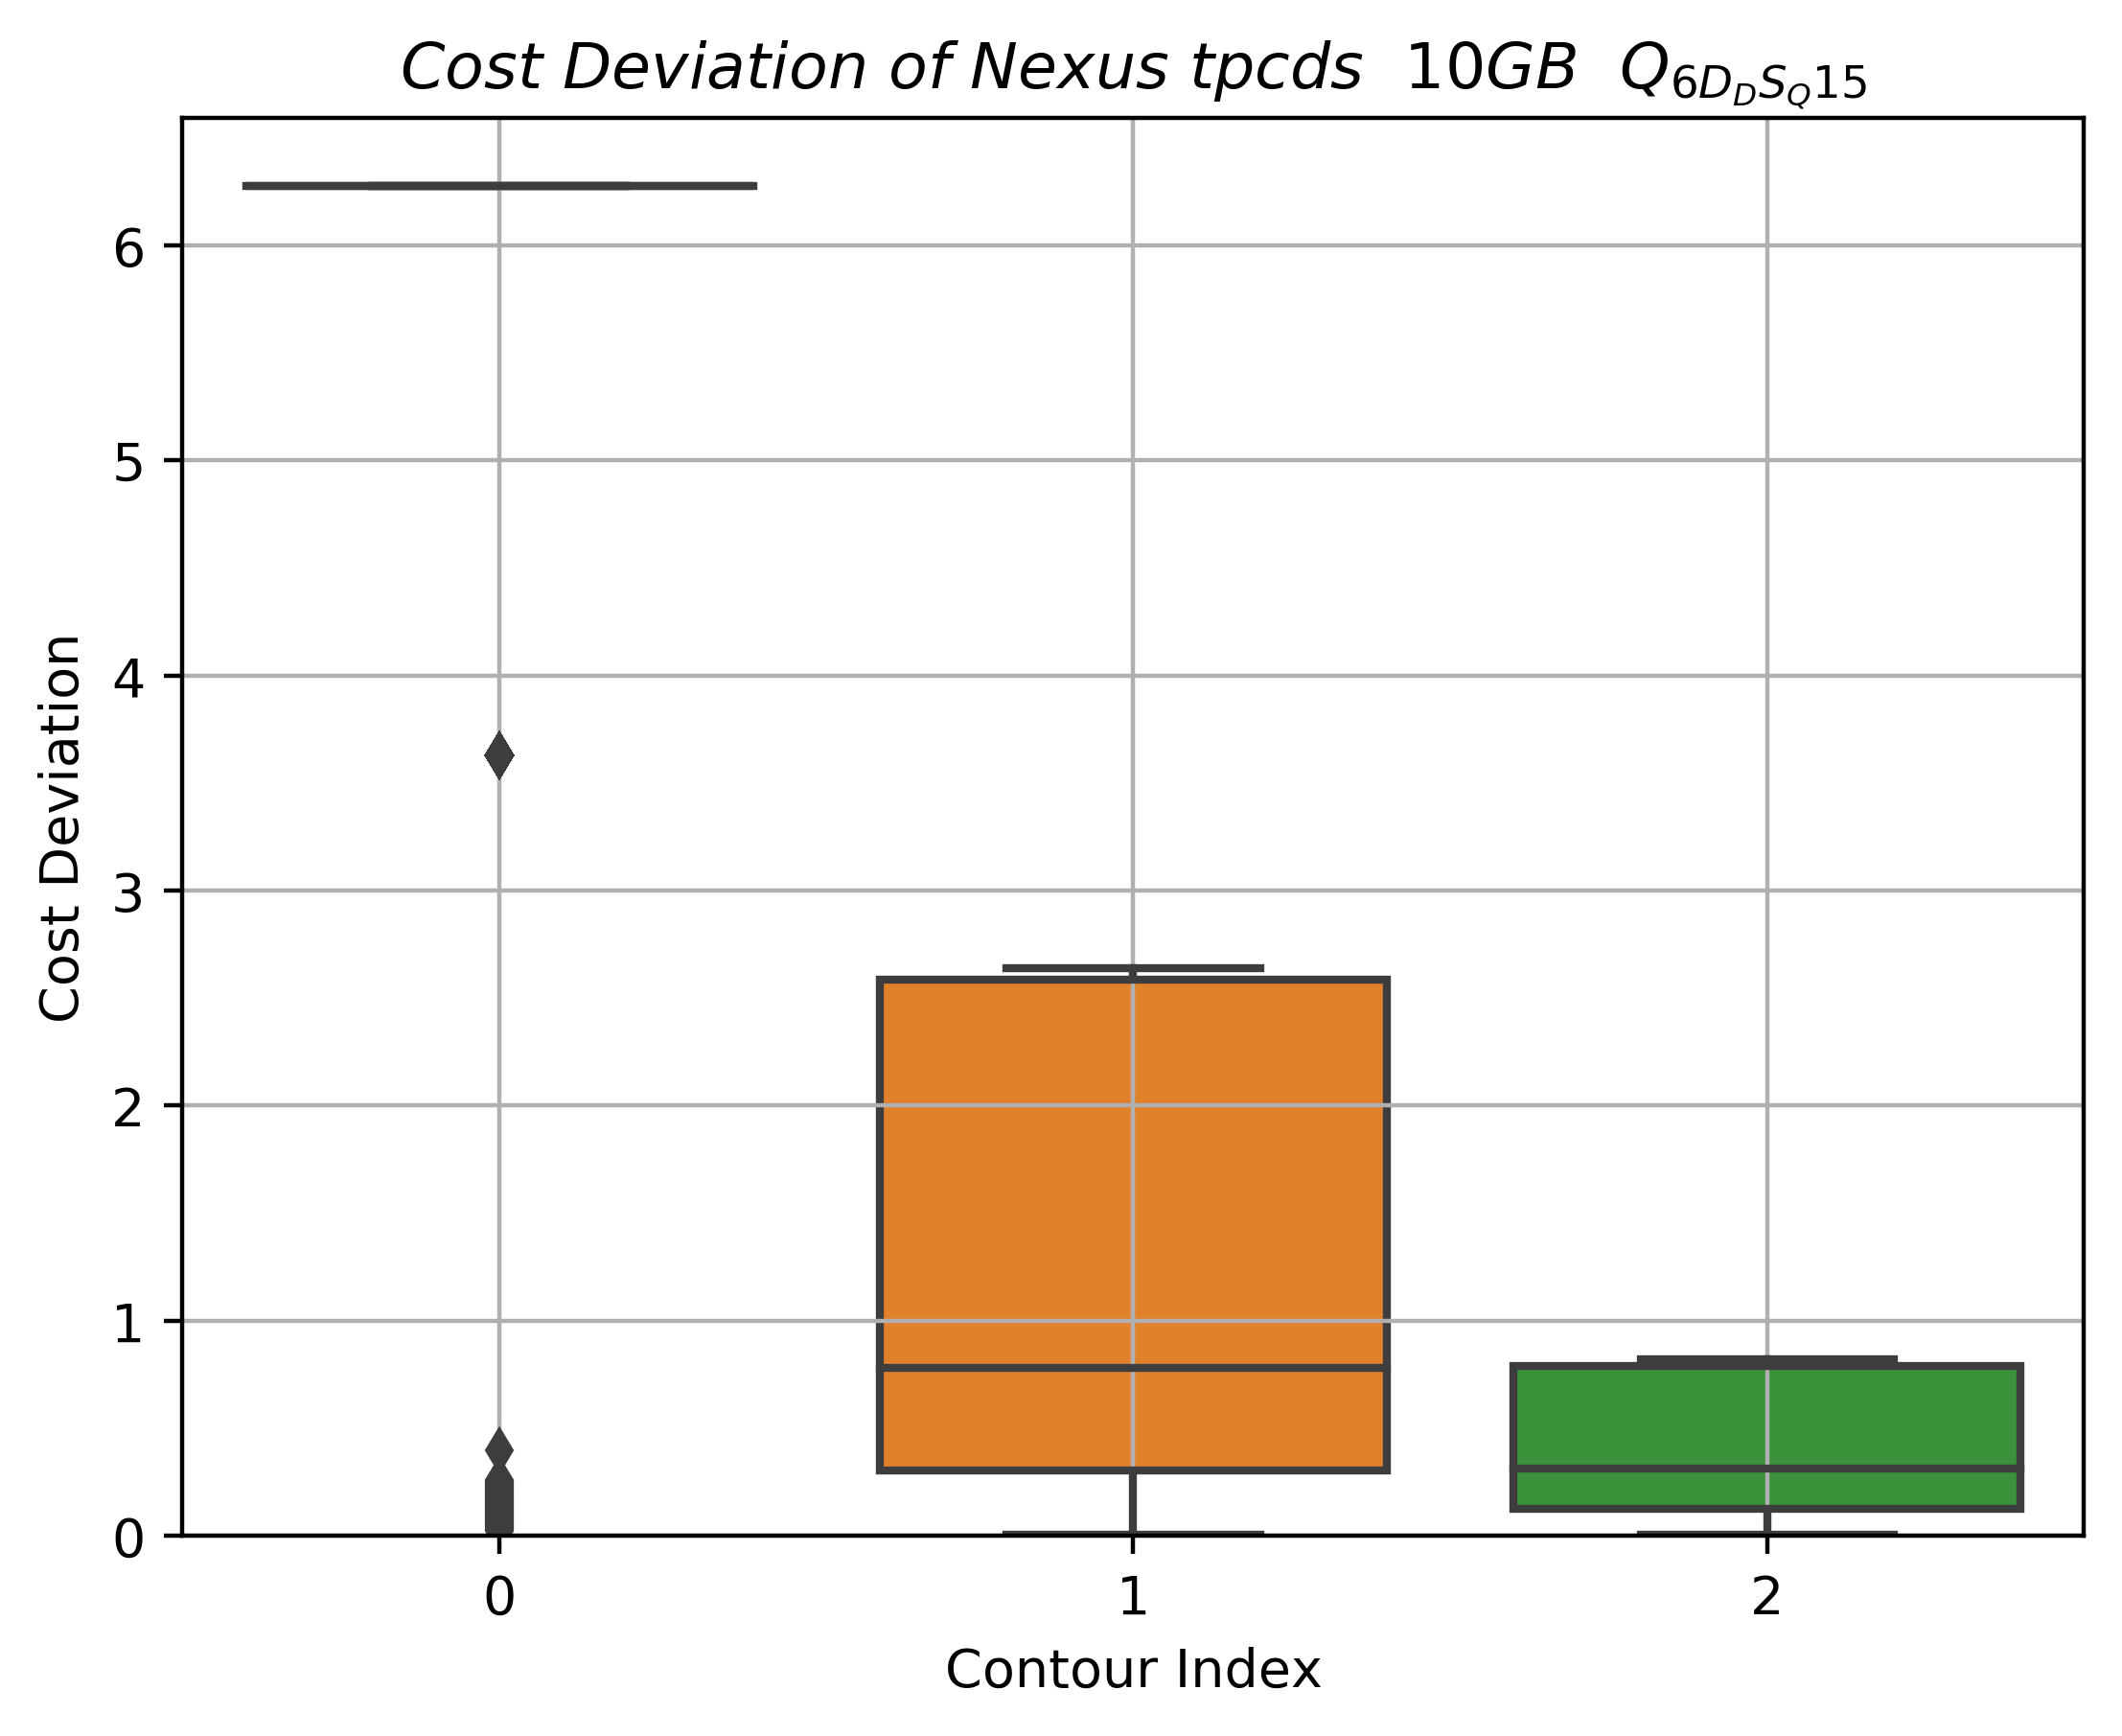 Cost Deviation of Nexus tpcds 10GB Q6DDSQ15
Cost Deviation
6
5
4
3
2
1
0
0 1 2
Contour Index